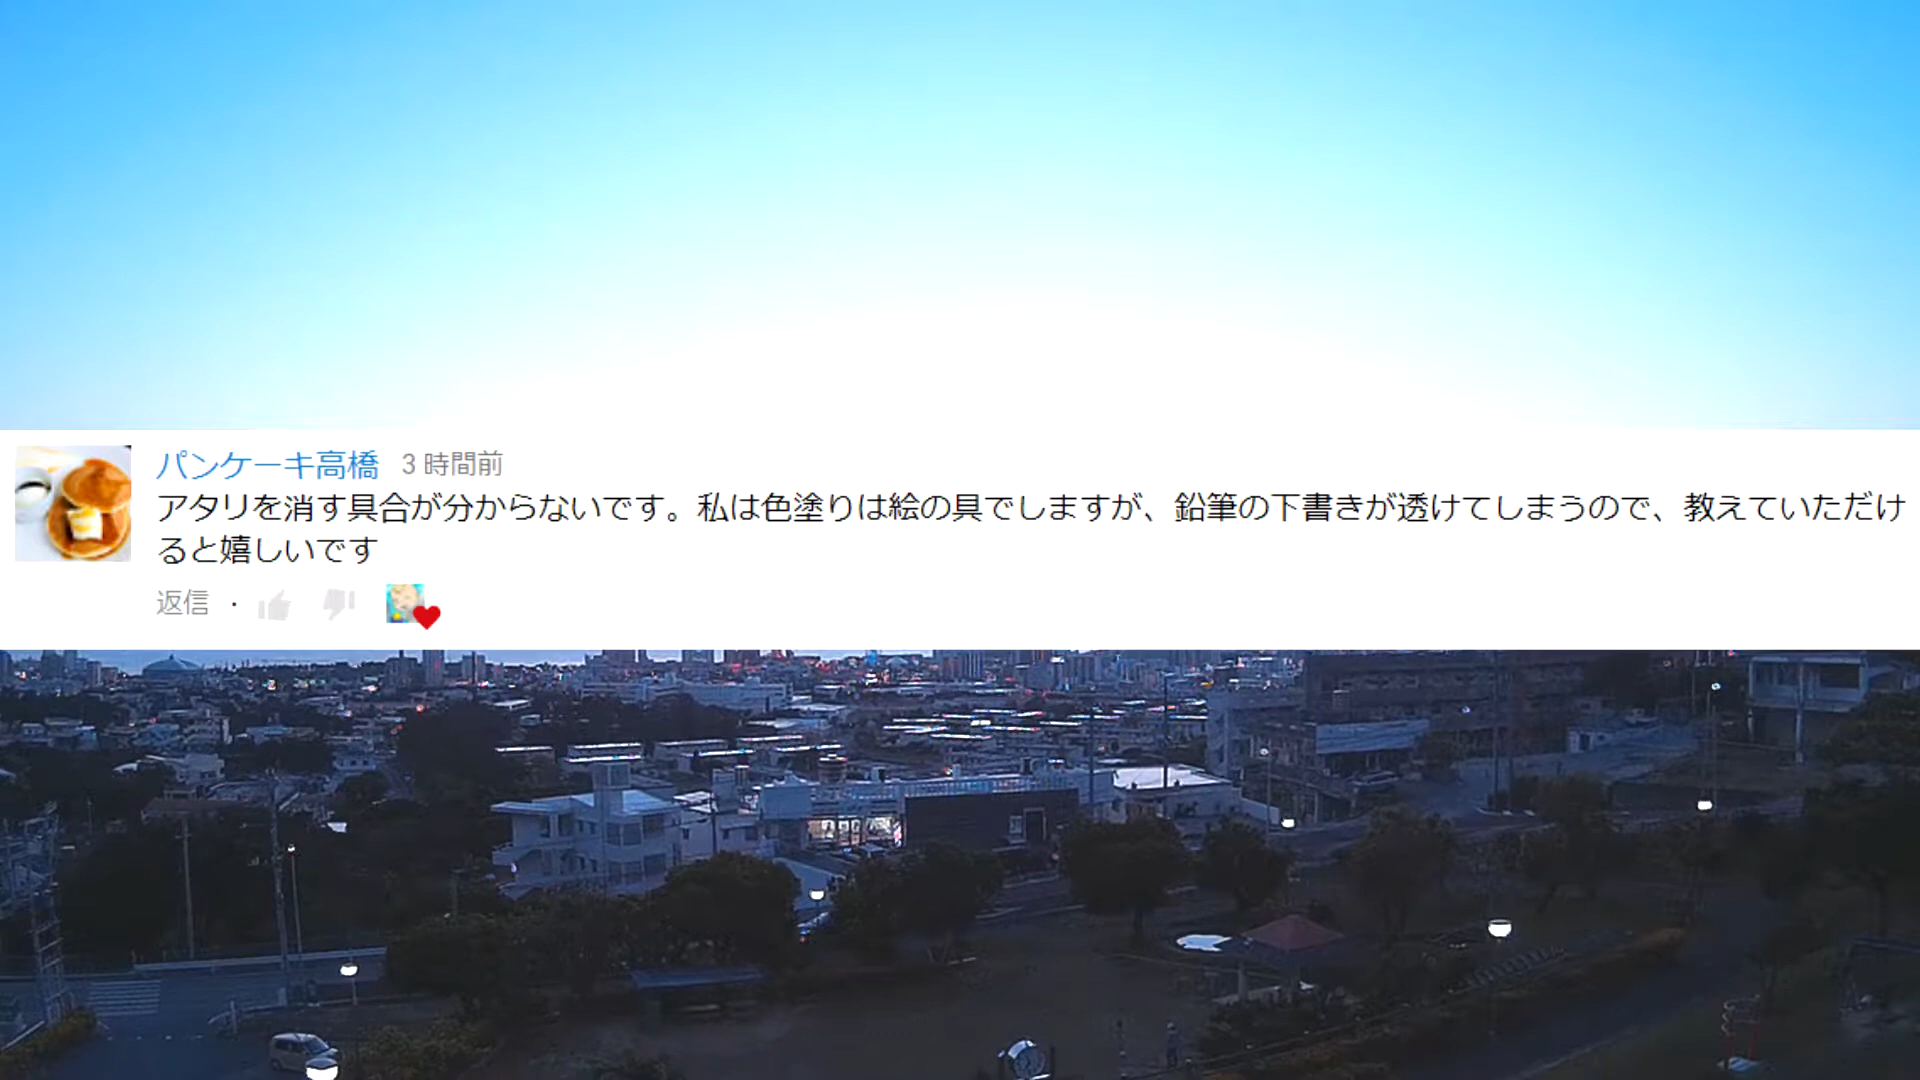 パンケーキ高橋 3 時間前
アタリを消す具合が分からないです。私は色塗りは絵の具でしますが、鉛筆の下書きが透けてしまうので、教えていただけ
ると嬉しいです
返信 ·